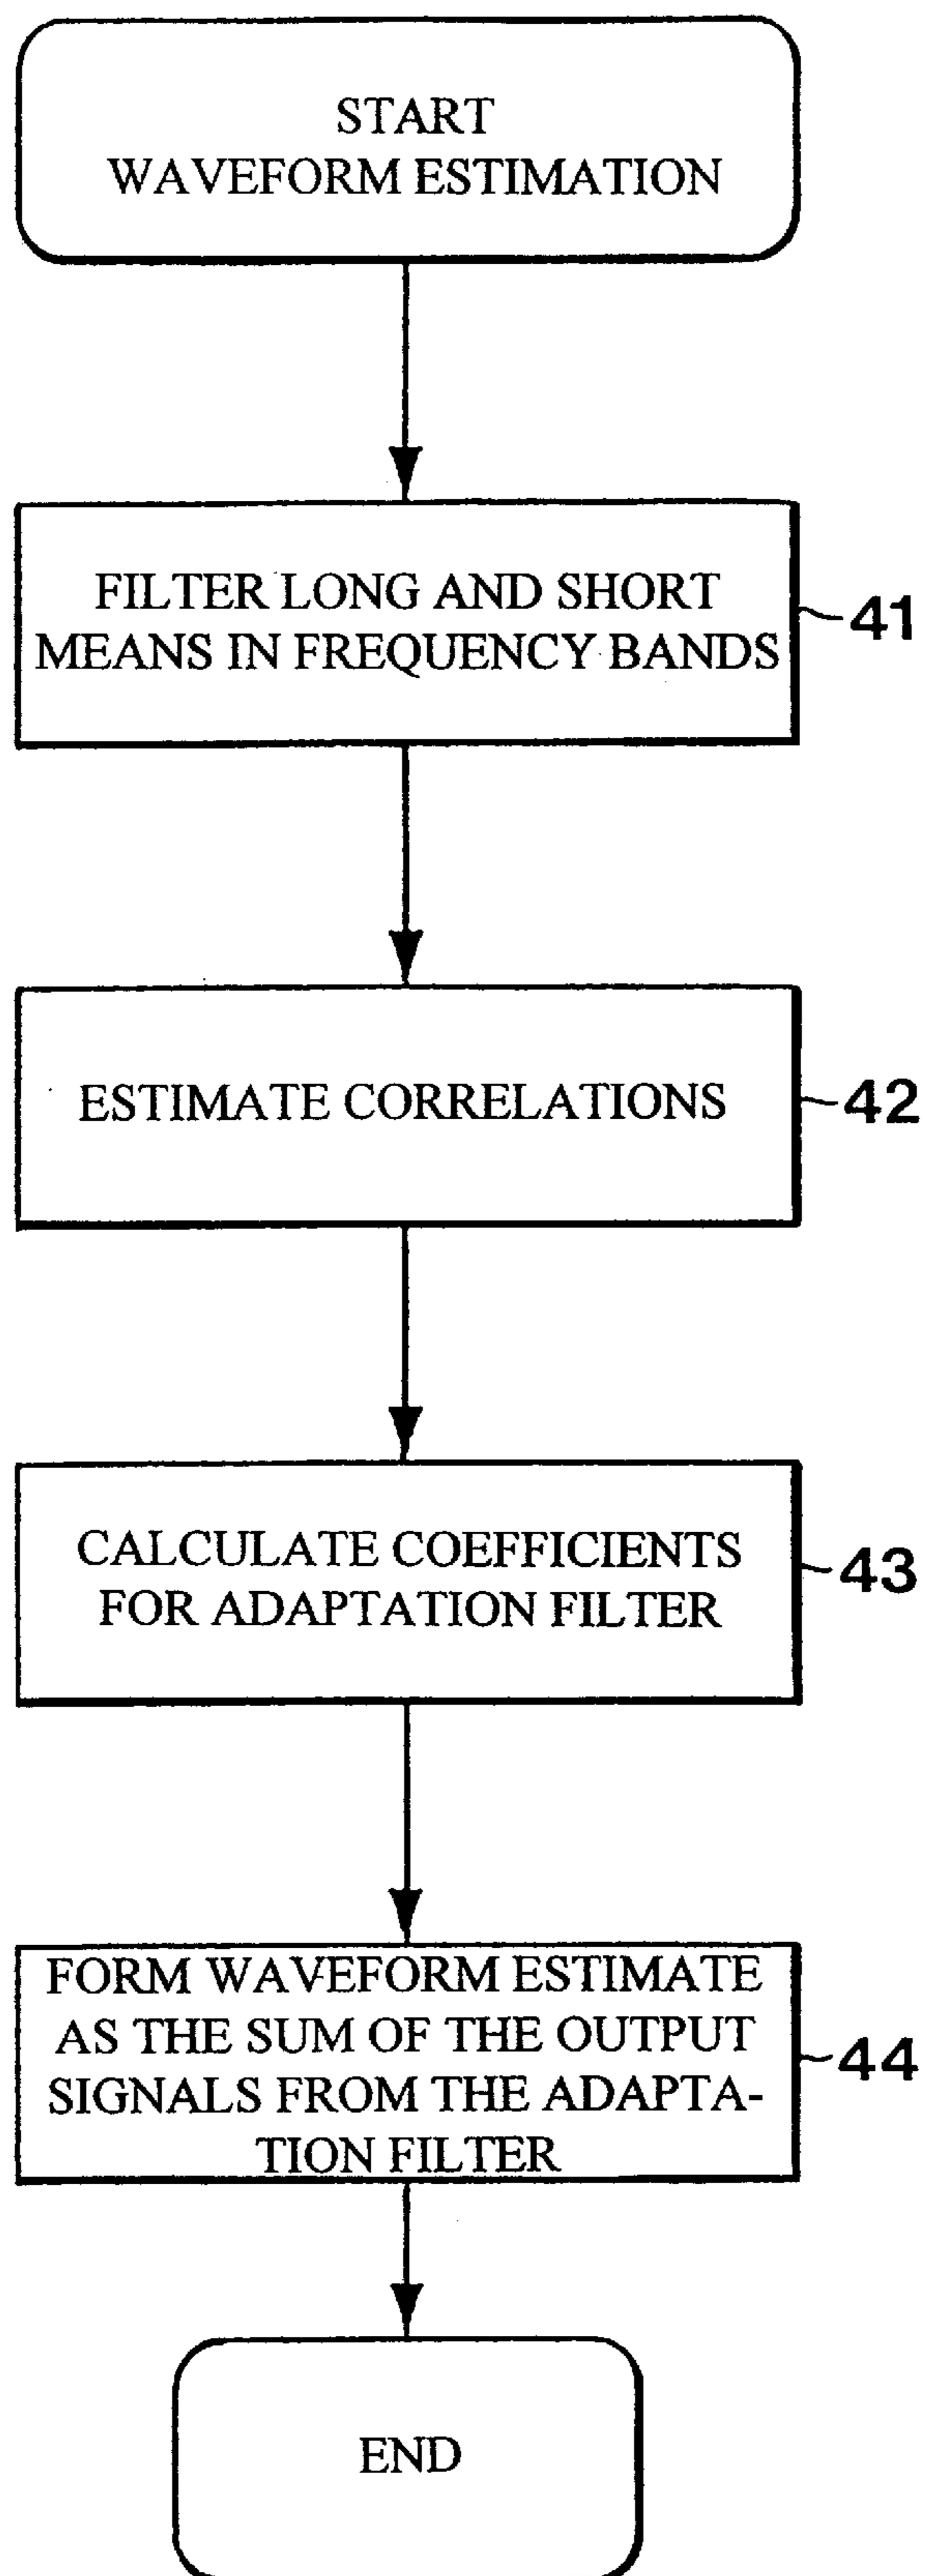 START
WAVEFORM ESTIMATION
FILTER LONG AND SHORT
MEANS IN FREQUENCY BANDS
41
ESTIMATE CORRELATIONS
42
CALCULATE COEFFICIENTS
FOR ADAPTATION FILTER
43
FORM WAVEFORM ESTIMATE
AS THE SUM OF THE OUTPUT
SIGNALS FROM THE ADAPTA-
TION FILTER
44
END